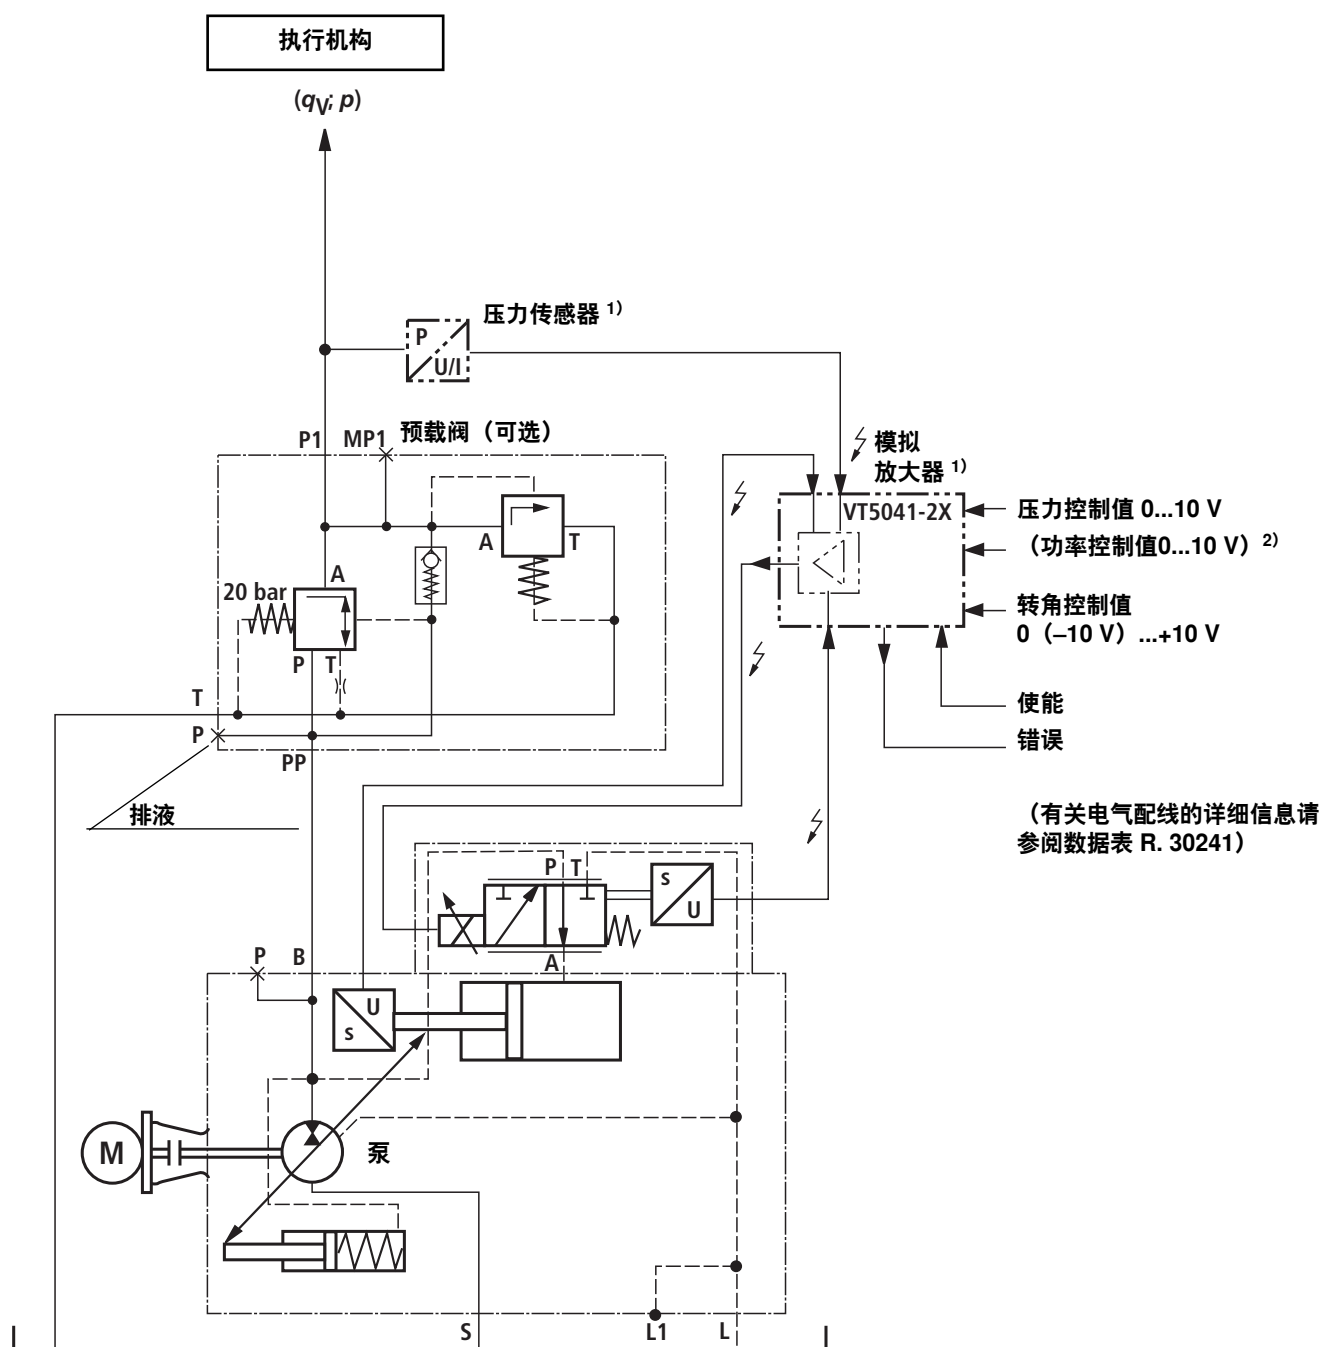 执行机构
(qV; p)
压力传感器 1)
P
U/I
P1
MP1
预载阀（可选）
模拟
放大器 1)
VT5041-2X
压力控制值 0...10 V
（功率控制值0...10 V）2)
转角控制值
0（–10 V）...+10 V
使能
错误
A
T
A
20 bar
P
T
T
P
PP
排液
（有关电气配线的详细信息请
参阅数据表 R. 30241）
P
T
s
U
A
P
B
U
s
M
泵
S
L1
L